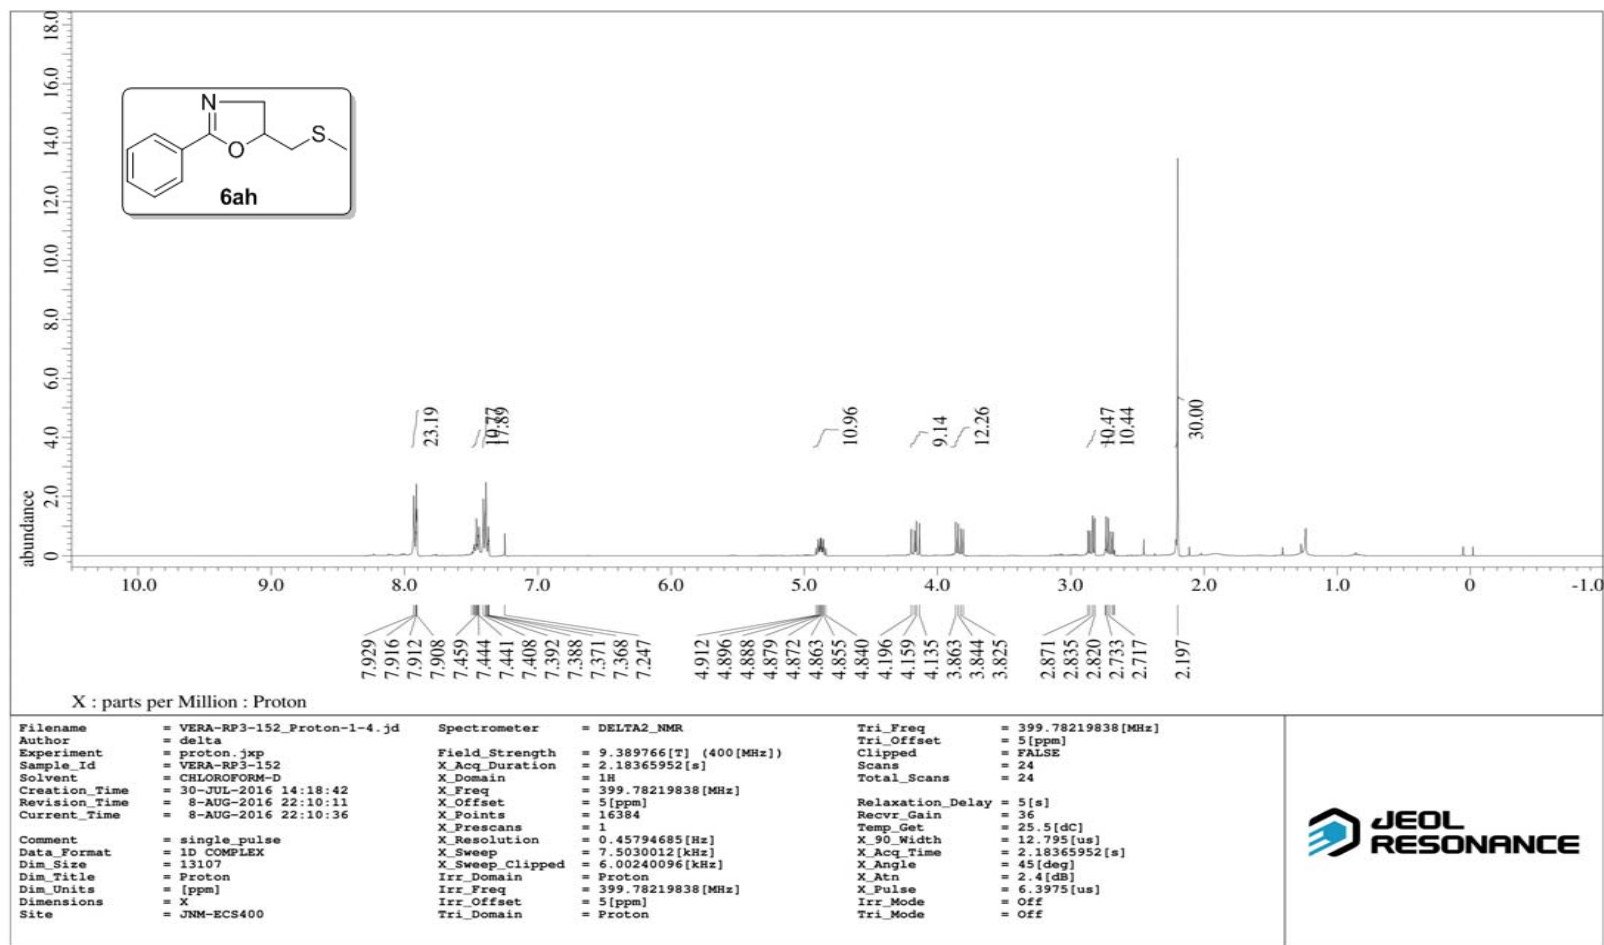 18.0
16.0
14.0
12.0
10.0
8.0
6.0
4.0
2.0
0
abundance
N
O
S
6ah
23.19
10.77
17.89
10.96
9.14
12.26
10.47
10.44
30.00
10.0 9.0 8.0 7.0 6.0 5.0 4.0 3.0 2.0 1.0 0 -1.0
7.929
7.916
7.912
7.908
7.459
7.444
7.441
7.408
7.392
7.388
7.371
7.368
7.247
4.912
4.896
4.888
4.879
4.872
4.863
4.855
4.840
4.196
4.159
4.135
3.863
3.844
3.825
2.871
2.835
2.820
2.733
2.717
2.197
X : parts per Million : Proton
Filename = VERA-RP3-152_Proton-1-4.jd
Author = delta
Experiment = proton.jxp
Sample_Id = VERA-RP3-152
Solvent = CHLOROFORM-D
Creation_Time = 30-JUL-2016 14:18:42
Revision_Time = 8-AUG-2016 22:10:11
Current_Time = 8-AUG-2016 22:10:36
Comment = single_pulse
Data_Format = 1D COMPLEX
Dim_Size = 13107
Dim_Title = Proton
Dim_Units = [ppm]
Dimensions = X
Site = JNM-ECS400
Spectrometer = DELTA2_NMR
Field_Strength = 9.389766[T] (400[MHz])
X_Acq_Duration = 2.18365952[s]
X_Domain = 1H
X_Freq = 399.78219838[MHz]
X_Offset = 5[ppm]
X_Points = 16384
X_Prescans = 1
X_Resolution = 0.45794685[Hz]
X_Sweep = 7.5030012[kHz]
X_Sweep_Clipped = 6.00240096[kHz]
Irr_Domain = Proton
Irr_Freq = 399.78219838[MHz]
Irr_Offset = 5[ppm]
Tri_Domain = Proton
Tri_Freq = 399.78219838[MHz]
Tri_Offset = 5[ppm]
Clipped = FALSE
Scans = 24
Total_Scans = 24
Relaxation_Delay = 5[s]
Recvr_Gain = 36
Temp_Get = 25.5[dC]
X_90_Width = 12.795[us]
X_Acq_Time = 2.18365952[s]
X_Angle = 45[deg]
X_Atn = 2.4[dB]
X_Pulse = 6.3975[us]
Irr_Mode = Off
Tri_Mode = Off
JEOL
RESONANCE